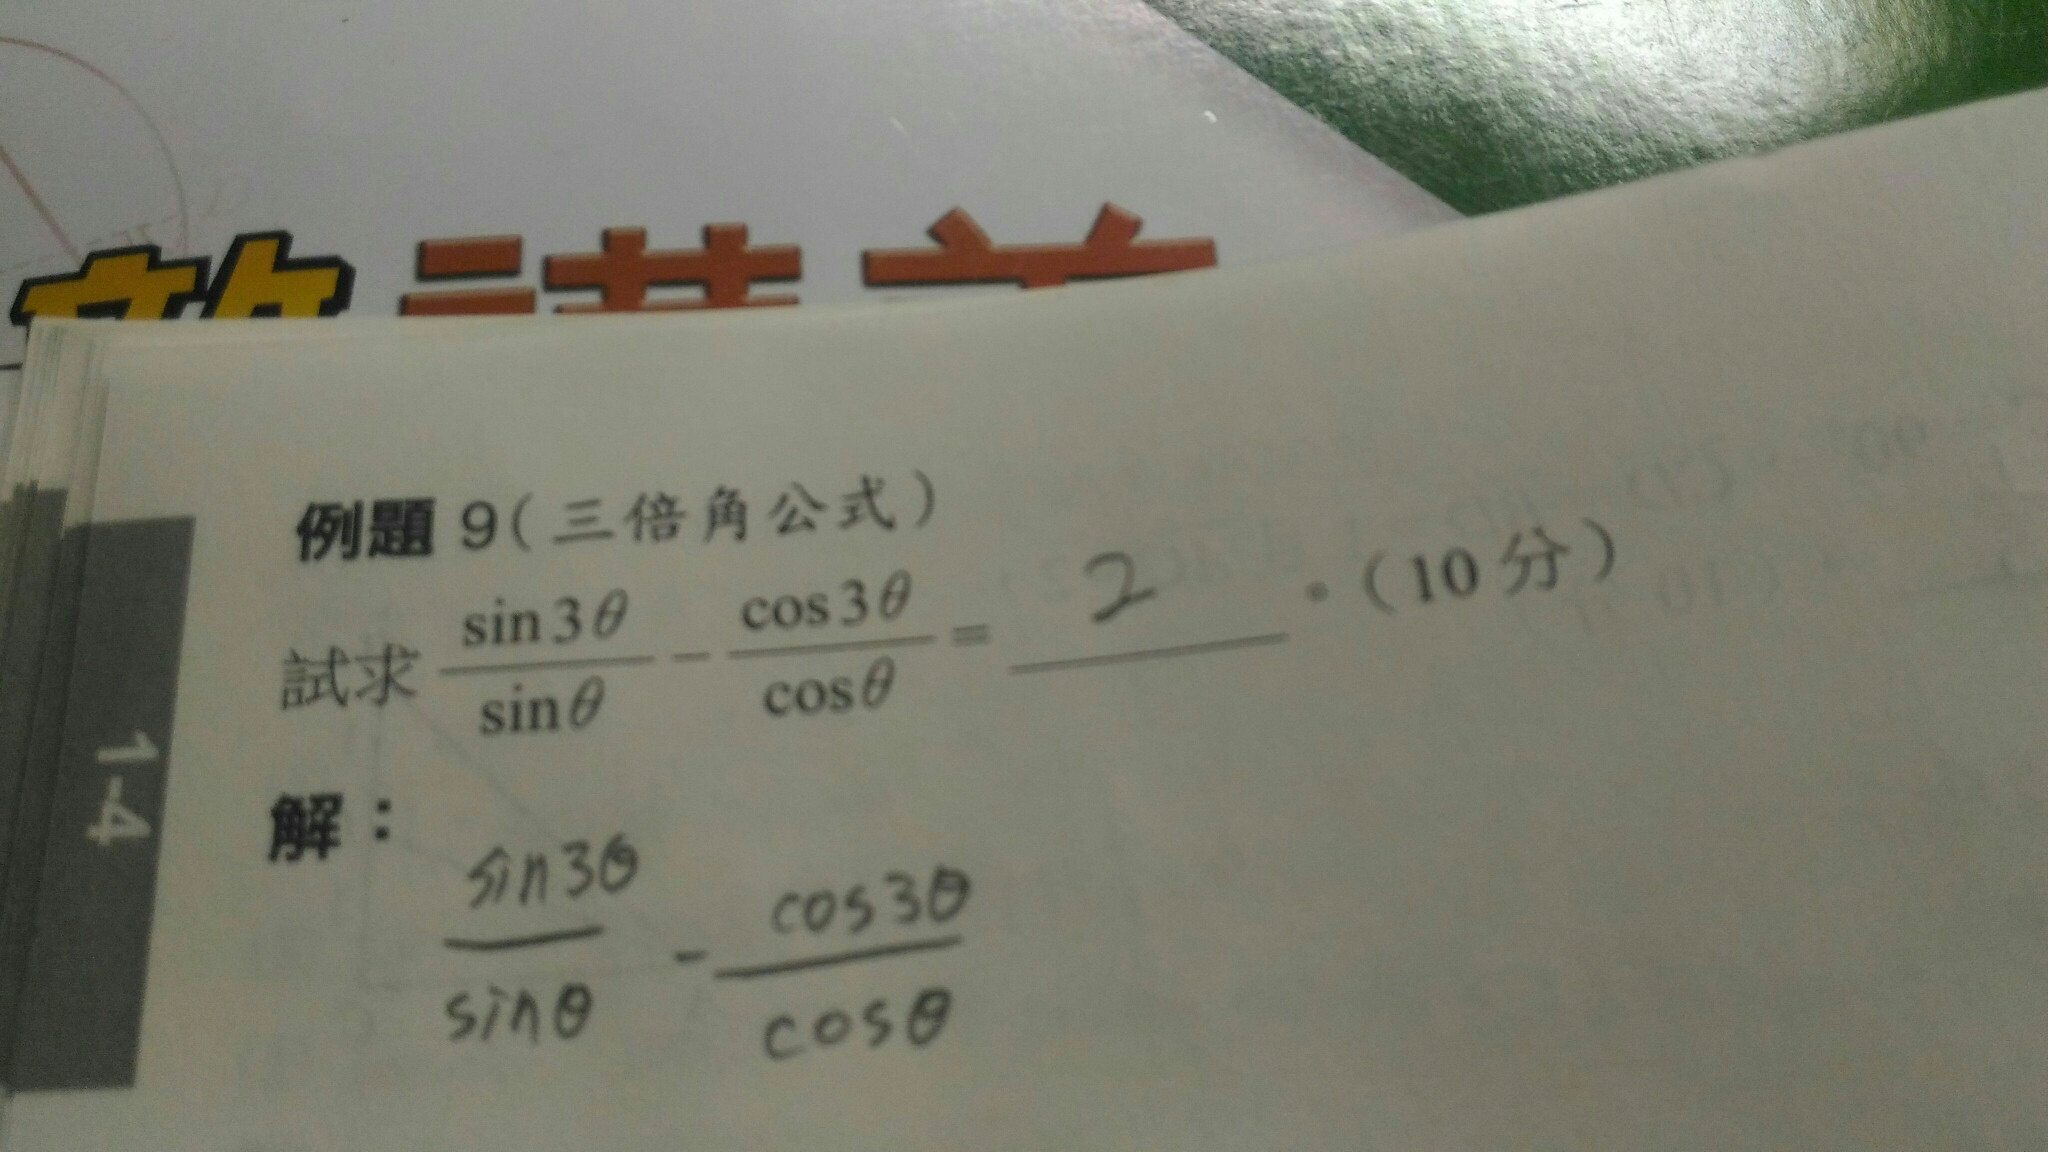 例題 9(三倍角公式)
試求 sin3θ/sinθ - cos3θ/cosθ = 2 。(10分)
解:
sin3θ/sinθ - cos3θ/cosθ
1-4